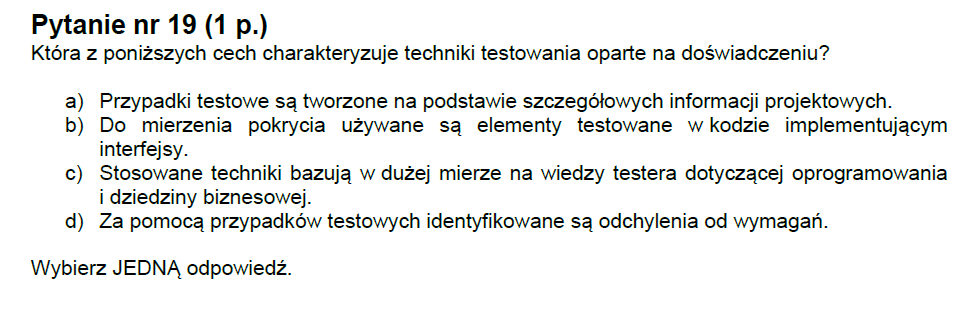 Pytanie nr 19 (1 p.)
Która z poniższych cech charakteryzuje techniki testowania oparte na doświadczeniu?
a) Przypadki testowe są tworzone na podstawie szczegółowych informacji projektowych.
b) Do mierzenia pokrycia używane są elementy testowane w kodzie implementującym
interfejsy.
c) Stosowane techniki bazują w dużej mierze na wiedzy testera dotyczącej oprogramowania
i dziedziny biznesowej.
d) Za pomocą przypadków testowych identyfikowane są odchylenia od wymagań.
Wybierz JEDNĄ odpowiedź.